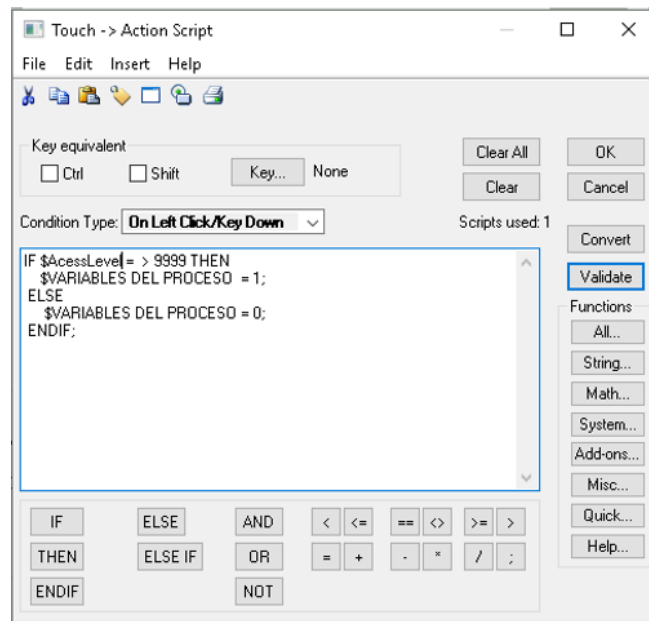 Touch -> Action Script
File Edit Insert Help
Key equivalent
Ctrl Shift Key... None
Clear All OK
Clear Cancel
Condition Type: On Left Click/Key Down Scripts used: 1
Convert
Validate
IF $AcessLevel= > 9999 THEN
$VARIABLES DEL PROCESO = 1;
ELSE
$VARIABLES DEL PROCESO = 0;
ENDIF;
Functions
All...
String...
Math...
System...
Add-ons...
Misc...
Quick...
Help...
IF ELSE AND < <= == <> >= >
THEN ELSE IF OR = + - * / ;
ENDIF NOT